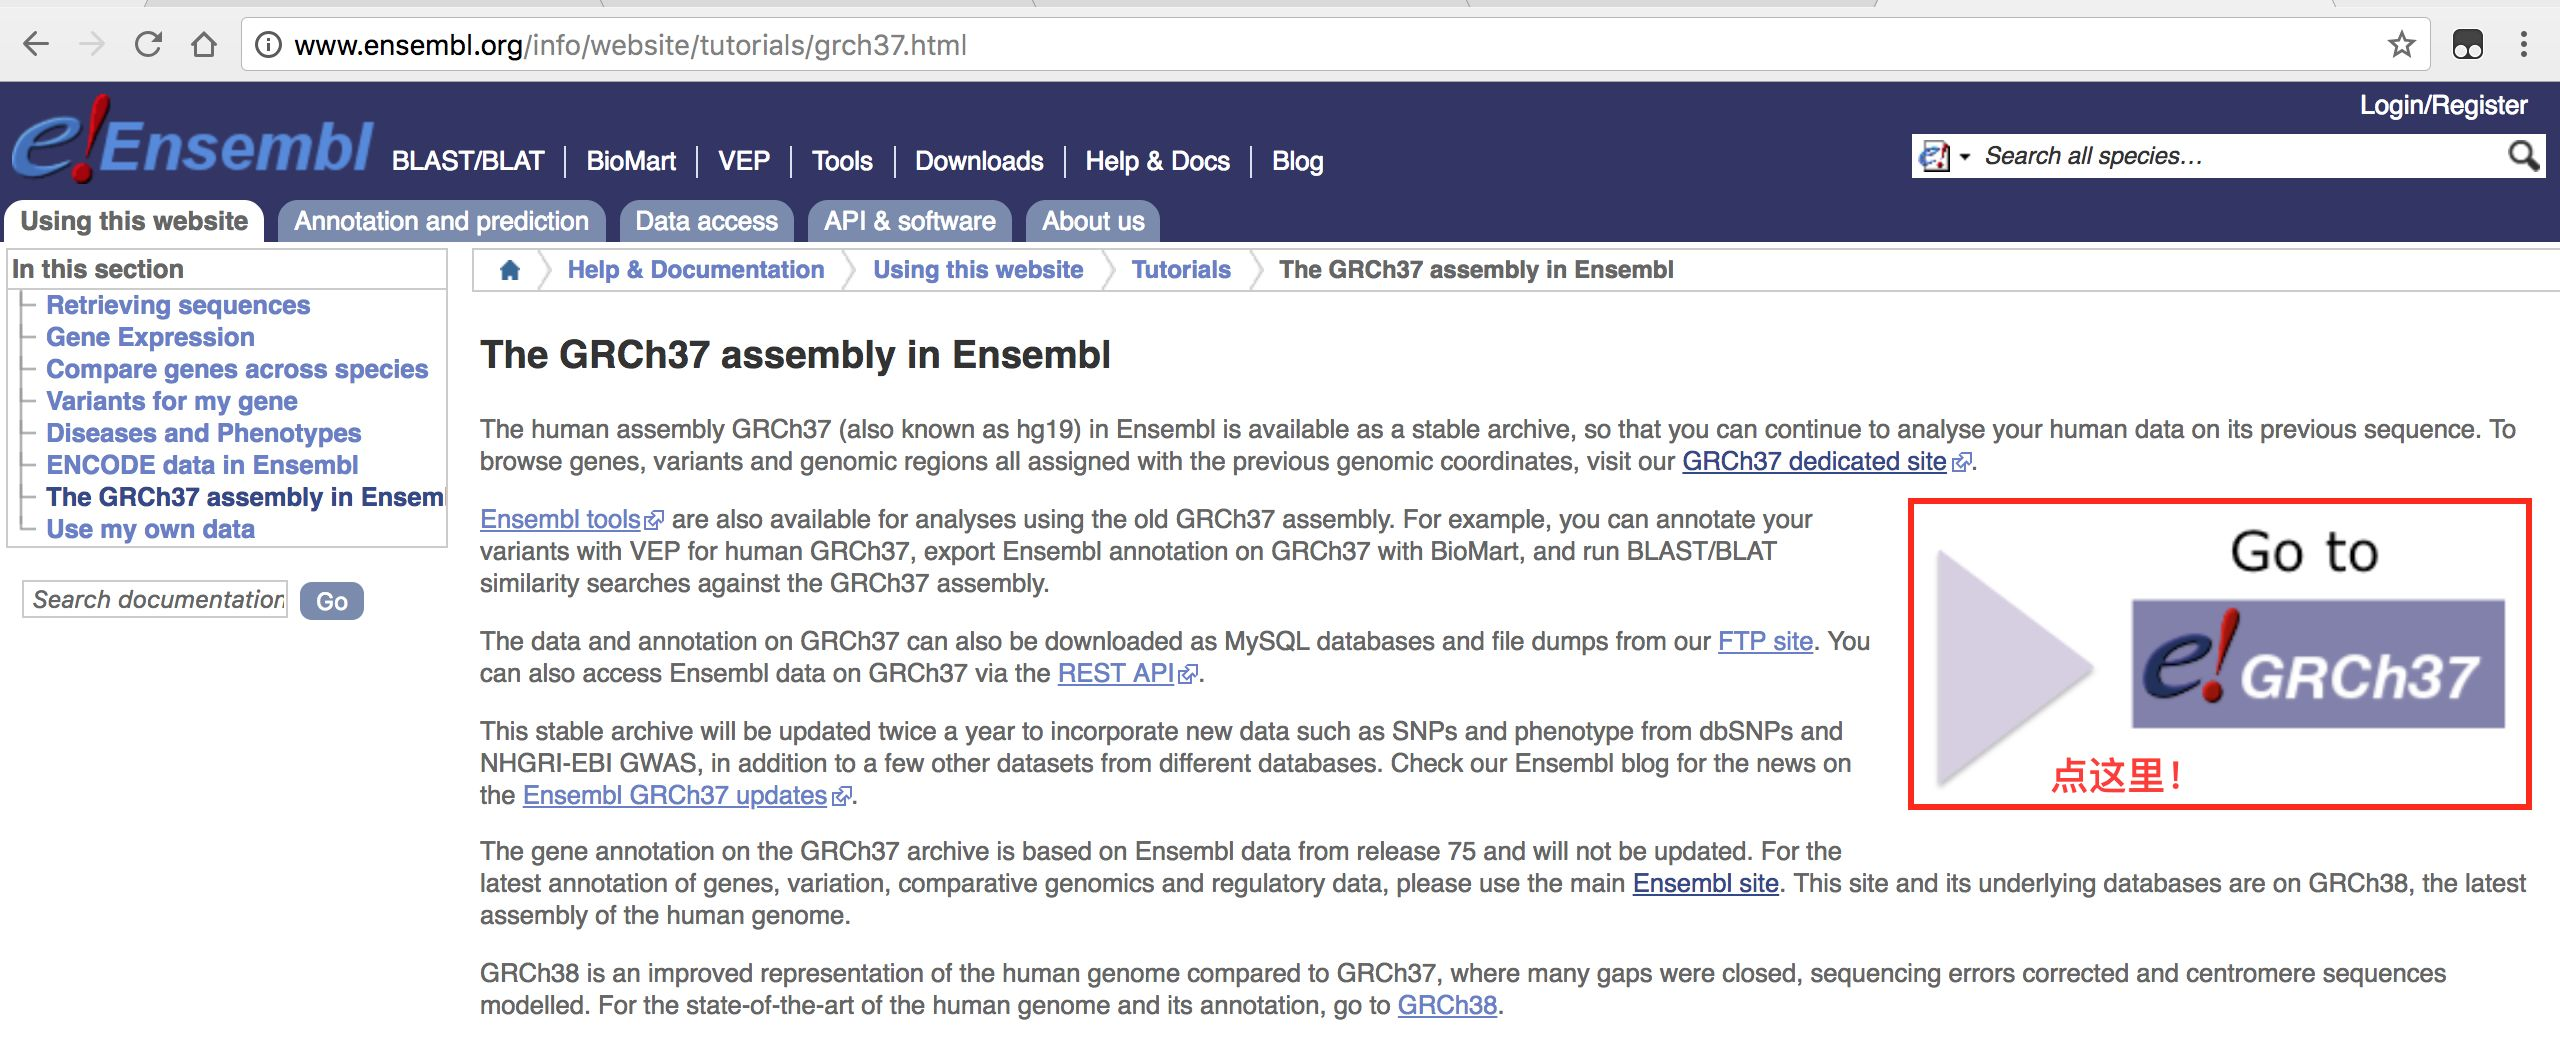 www.ensembl.org/info/website/tutorials/grch37.html
Login/Register
e!Ensembl
BLAST/BLAT | BioMart | VEP | Tools | Downloads | Help & Docs | Blog
Search all species...
Using this website
Annotation and prediction
Data access
API & software
About us
In this section
Retrieving sequences
Gene Expression
Compare genes across species
Variants for my gene
Diseases and Phenotypes
ENCODE data in Ensembl
The GRCh37 assembly in Ensem
Use my own data
Search documentation
Go
Help & Documentation
Using this website
Tutorials
The GRCh37 assembly in Ensembl
The GRCh37 assembly in Ensembl
The human assembly GRCh37 (also known as hg19) in Ensembl is available as a stable archive, so that you can continue to analyse your human data on its previous sequence. To
browse genes, variants and genomic regions all assigned with the previous genomic coordinates, visit our GRCh37 dedicated site.
Ensembl tools are also available for analyses using the old GRCh37 assembly. For example, you can annotate your
variants with VEP for human GRCh37, export Ensembl annotation on GRCh37 with BioMart, and run BLAST/BLAT
similarity searches against the GRCh37 assembly.
The data and annotation on GRCh37 can also be downloaded as MySQL databases and file dumps from our FTP site. You
can also access Ensembl data on GRCh37 via the REST API.
This stable archive will be updated twice a year to incorporate new data such as SNPs and phenotype from dbSNPs and
NHGRI-EBI GWAS, in addition to a few other datasets from different databases. Check our Ensembl blog for the news on
the Ensembl GRCh37 updates.
Go to
e!GRCh37
点这里！
The gene annotation on the GRCh37 archive is based on Ensembl data from release 75 and will not be updated. For the
latest annotation of genes, variation, comparative genomics and regulatory data, please use the main Ensembl site. This site and its underlying databases are on GRCh38, the latest
assembly of the human genome.
GRCh38 is an improved representation of the human genome compared to GRCh37, where many gaps were closed, sequencing errors corrected and centromere sequences
modelled. For the state-of-the-art of the human genome and its annotation, go to GRCh38.